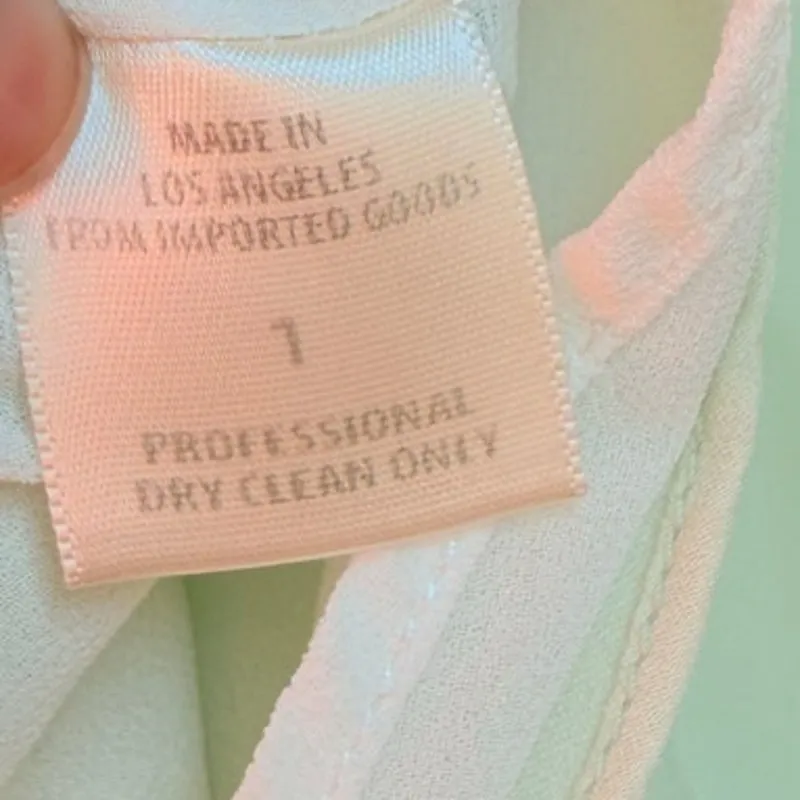 MADE IN
LOS ANGELES
FROM IMPORTED GOODS
1
PROFESSIONAL
DRY CLEAN ONLY